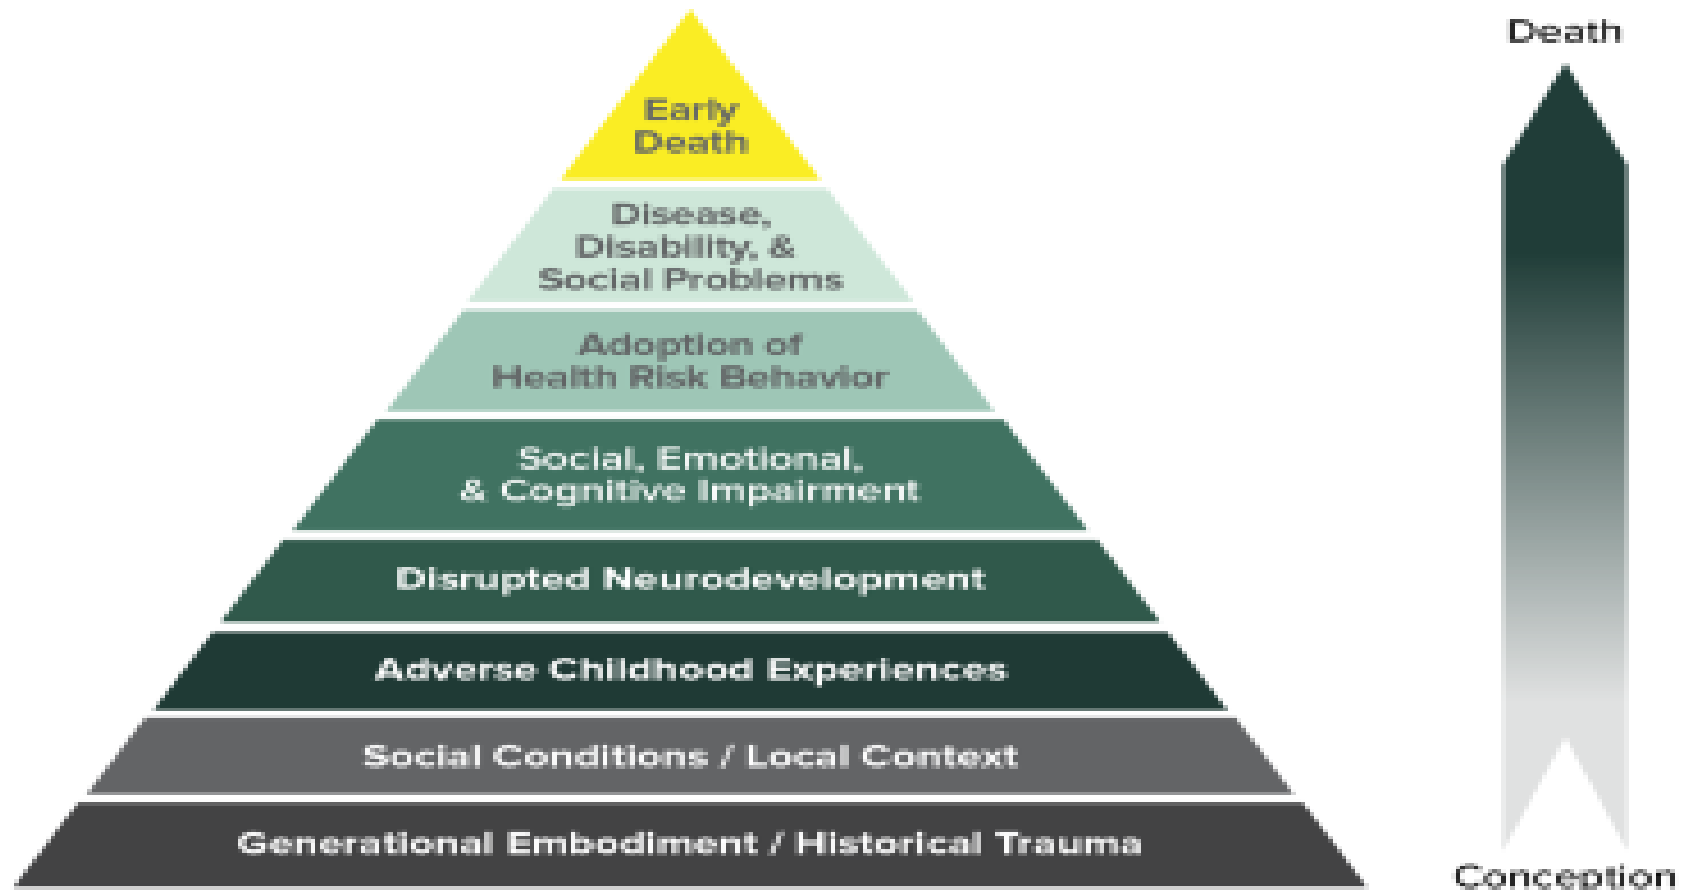 Death
Early
Death
Disease,
Disability, &
Social Problems
Adoption of
Health Risk Behavior
Social, Emotional,
& Cognitive Impairment
Disrupted Neurodevelopment
Adverse Childhood Experiences
Social Conditions / Local Context
Generational Embodiment / Historical Trauma
Conception